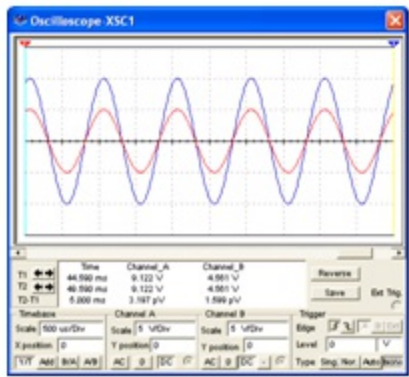 Oscilloscope-XSC1
Time Channel_A Channel_B
T1 44.590 ms 9.122 V 4.561 V
T2 49.590 ms 9.122 V 4.561 V
T2-T1 5.000 ms 3.197 pV 1.599 pV
Reverse
Save
Ext Trig.
Timebase
Scale 500 us/Div
X position 0
Y/T Add B/A A/B
Channel A
Scale 5 V/Div
Y position 0
AC 0 DC
Channel B
Scale 5 V/Div
Y position 0
AC 0 DC -
Trigger
Edge
Level 0 V
Type Sing. Nor. Auto None